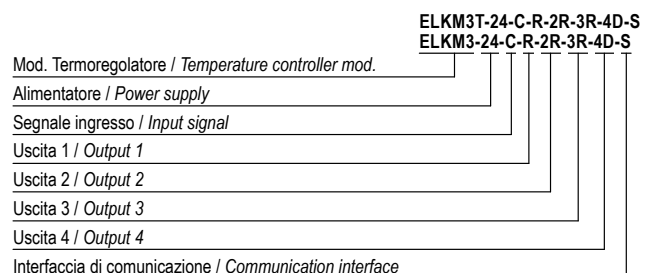 ELKM3T-24-C-R-2R-3R-4D-S
ELKM3-24-C-R-2R-3R-4D-S
Mod. Termoregolatore / Temperature controller mod.
Alimentatore / Power supply
Segnale ingresso / Input signal
Uscita 1 / Output 1
Uscita 2 / Output 2
Uscita 3 / Output 3
Uscita 4 / Output 4
Interfaccia di comunicazione / Communication interface